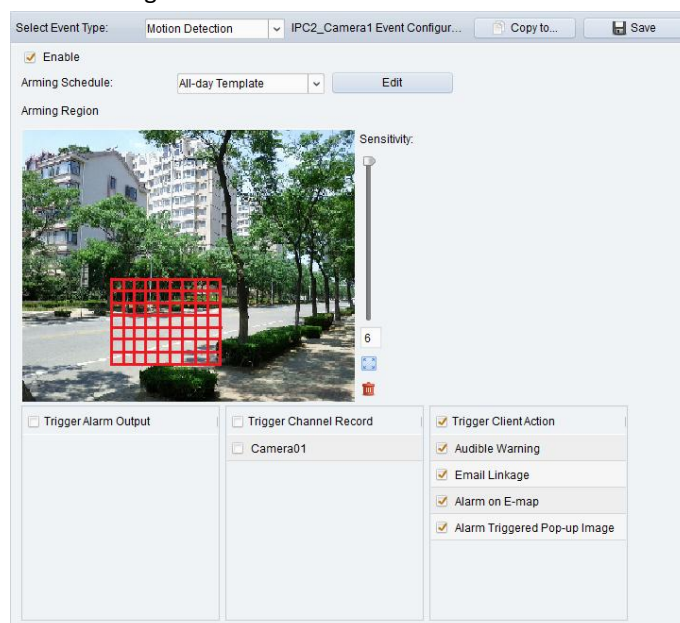 Select Event Type: Motion Detection IPC2_Camera1 Event Configur... Copy to... Save
Enable
Arming Schedule: All-day Template Edit
Arming Region
Sensitivity:
6
Trigger Alarm Output Trigger Channel Record Trigger Client Action
Camera01 Audible Warning
Email Linkage
Alarm on E-map
Alarm Triggered Pop-up Image